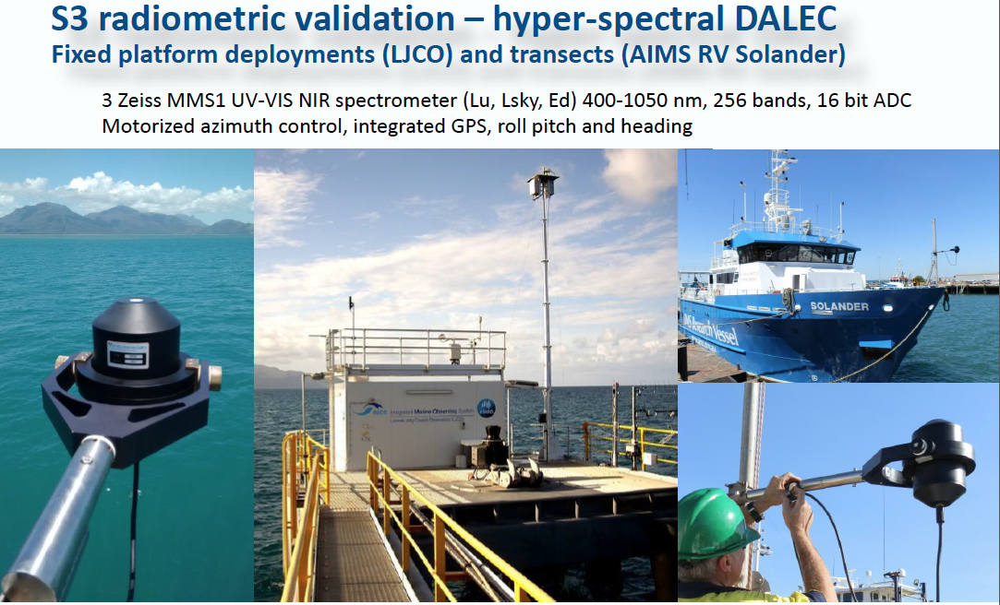 S3 radiometric validation – hyper-spectral DALEC
Fixed platform deployments (LJCO) and transects (AIMS RV Solander)
3 Zeiss MMS1 UV-VIS NIR spectrometer (Lu, Lsky, Ed) 400-1050 nm, 256 bands, 16 bit ADC
Motorized azimuth control, integrated GPS, roll pitch and heading
Integrated Marine Observing System
SOLANDER
Research Vessel